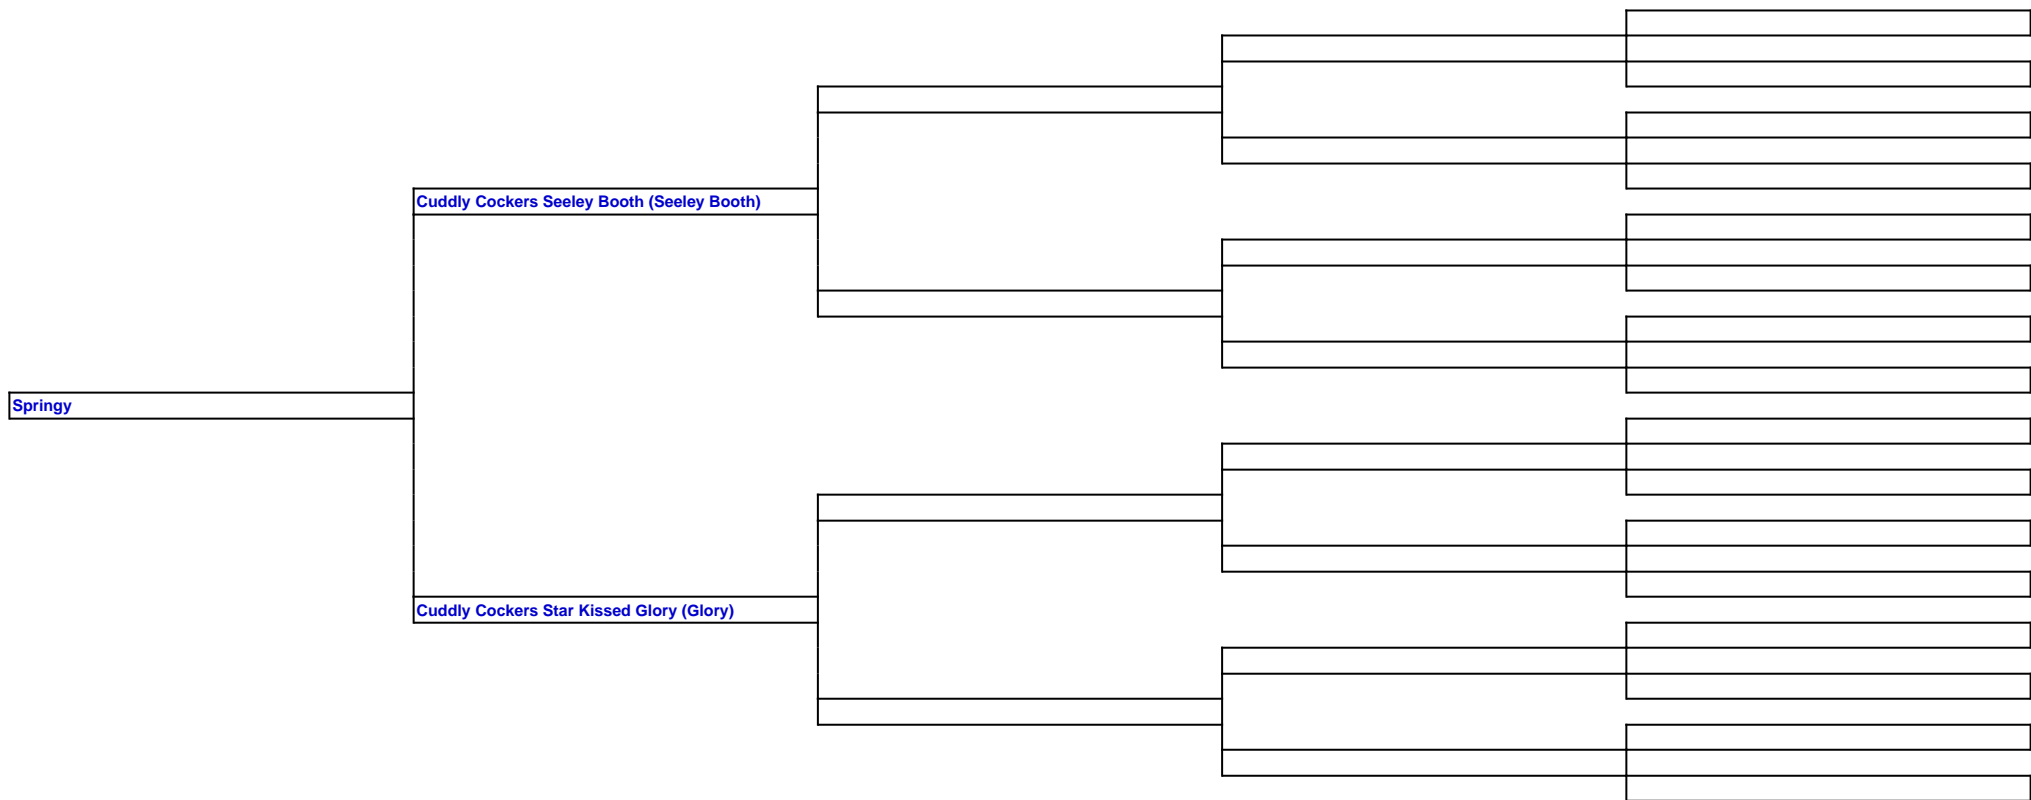 Cuddly Cockers Seeley Booth (Seeley Booth)
Springy
Cuddly Cockers Star Kissed Glory (Glory)